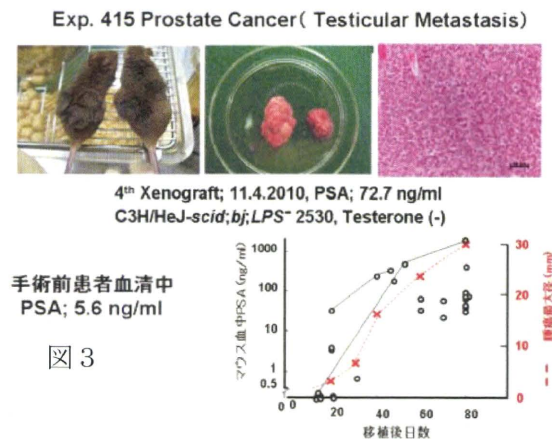 Exp. 415 Prostate Cancer( Testicular Metastasis)
4th Xenograft; 11.4.2010, PSA; 72.7 ng/ml
C3H/HeJ-scid;bj;LPS- 2530, Testerone (-)
手術前患者血清中
PSA; 5.6 ng/ml
図3
マウス血中PSA(ng/ml)
1000
100
10
1
0.5
0
0 20 40 60 80
移植後日数
30
20
10
0
腫瘍最大径(mm)